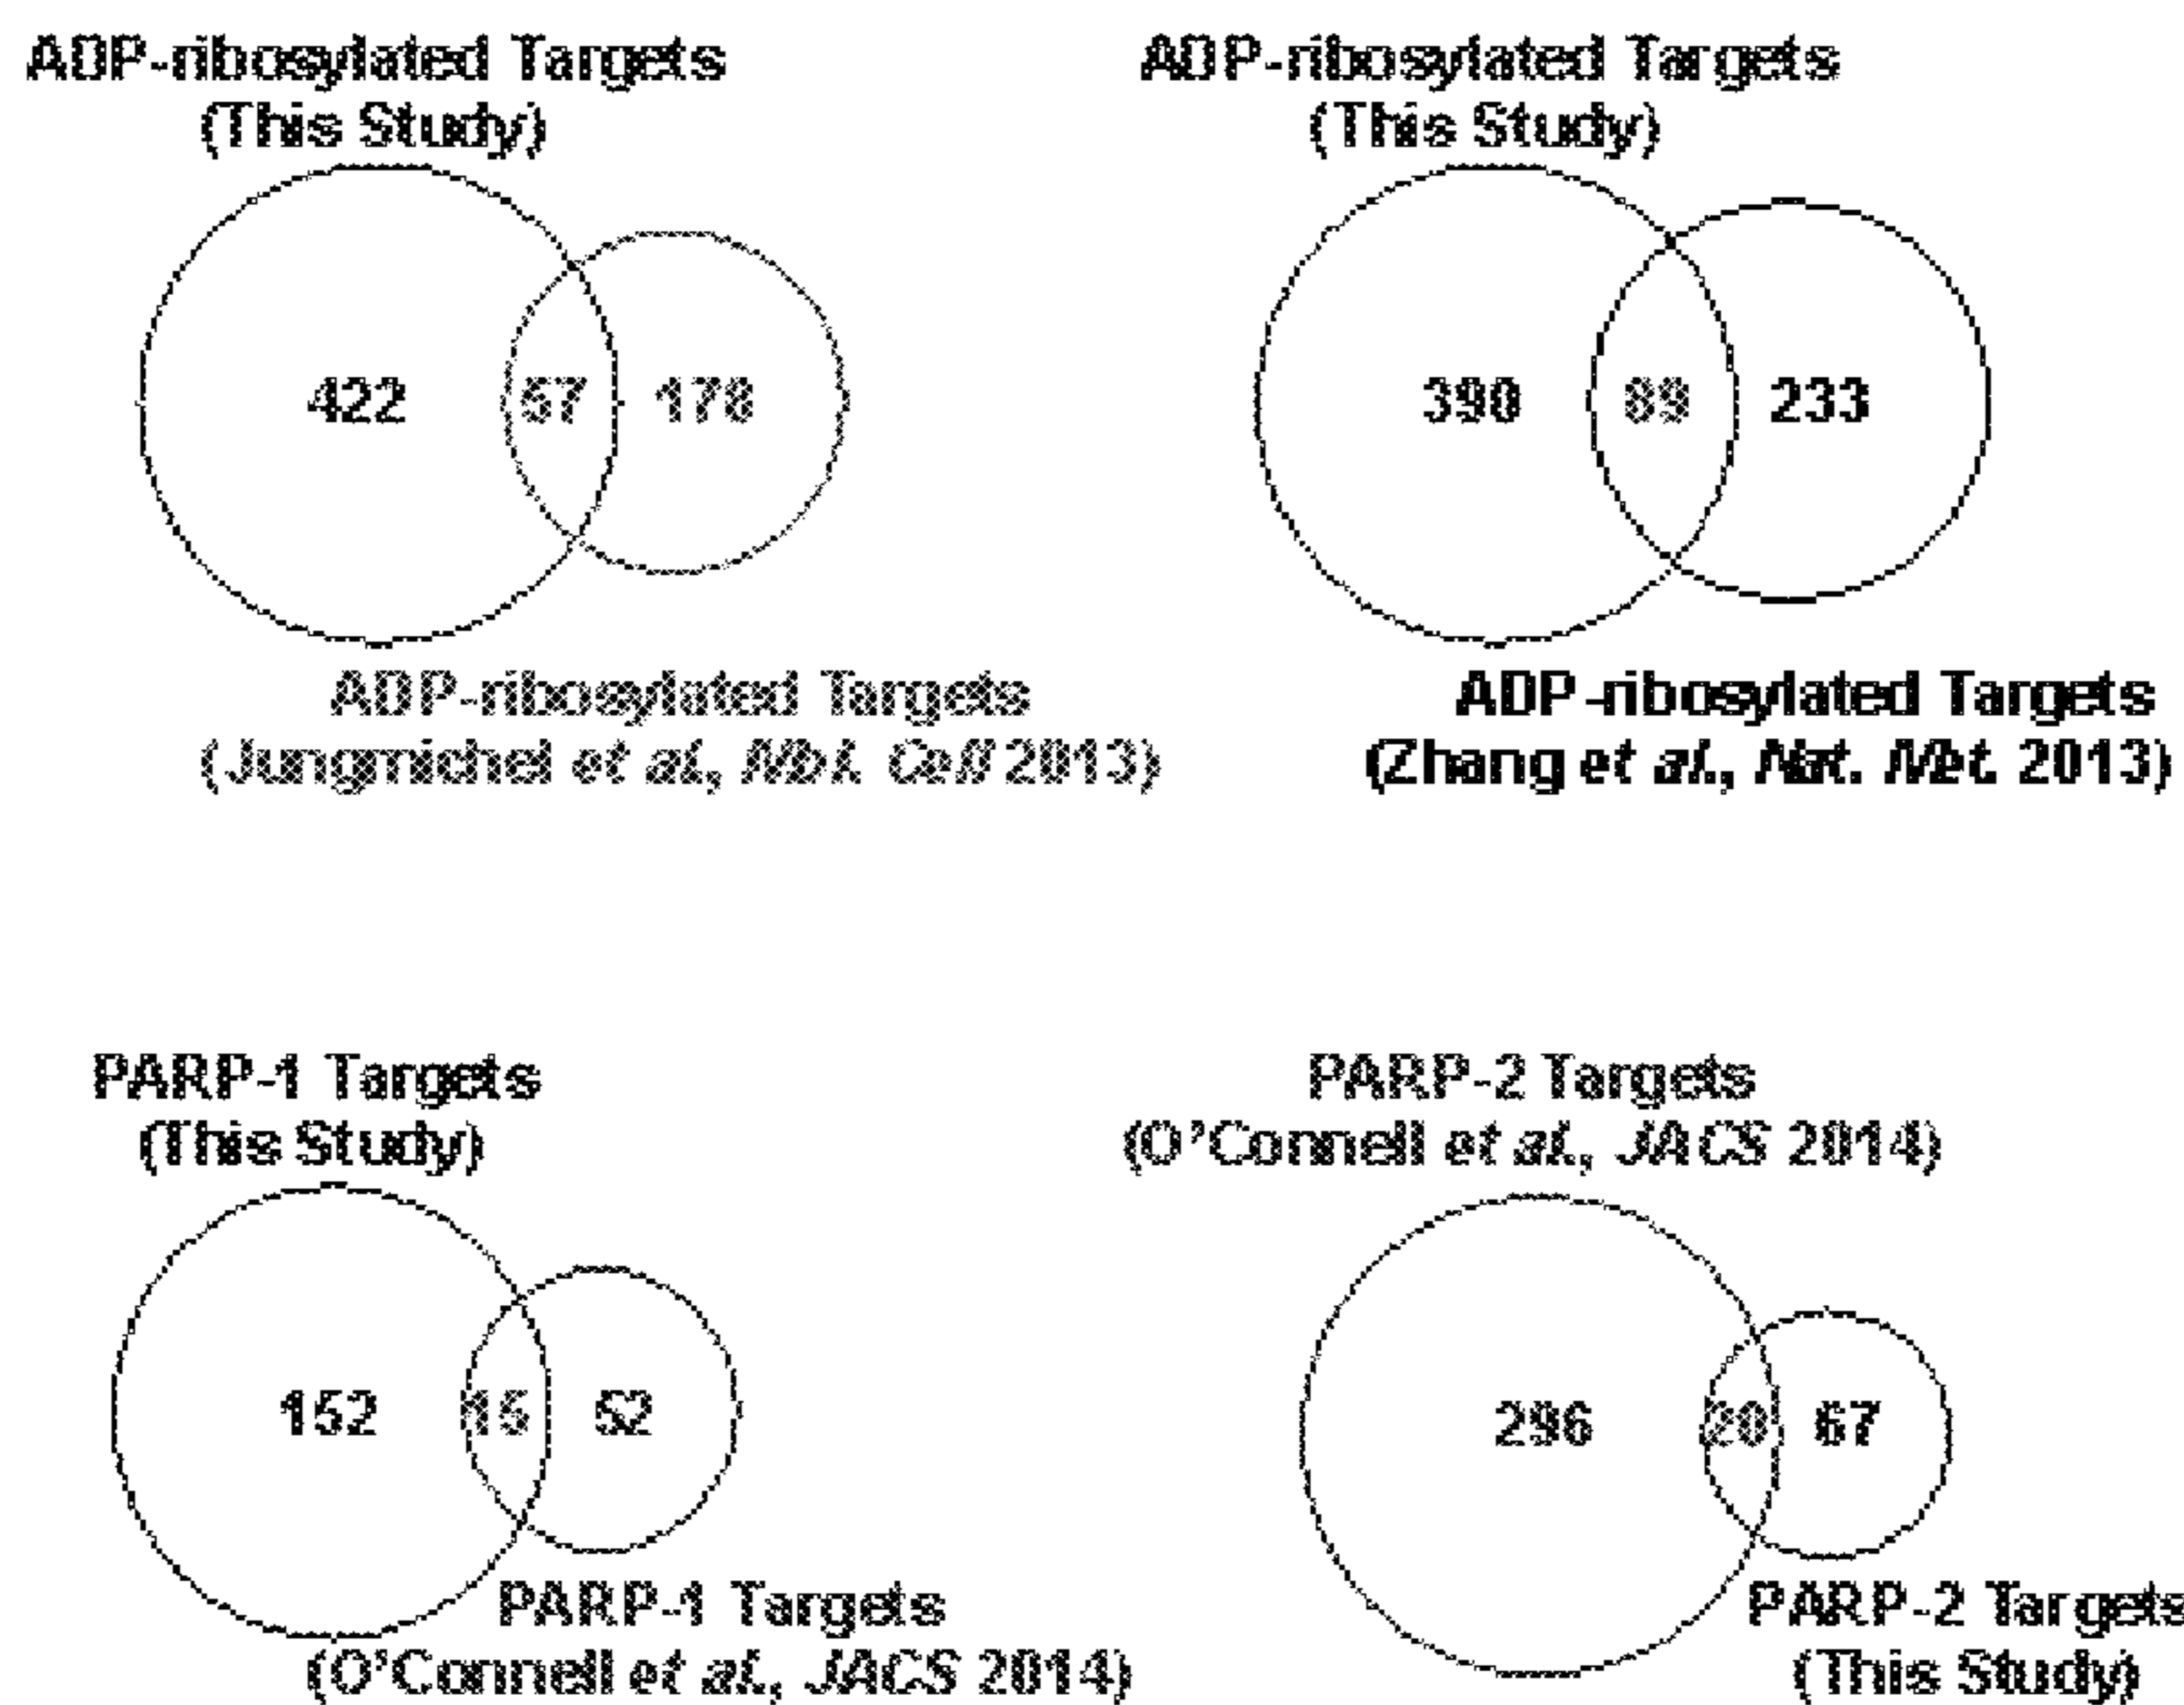 ADP-ribosylated Targets
(This Study)
422 57 178
ADP-ribosylated Targets
(Jungmichel et al., Mol. Cell 2013)
ADP-ribosylated Targets
(This Study)
390 89 233
ADP-ribosylated Targets
(Zhang et al., Nat. Met. 2013)
PARP-1 Targets
(This Study)
152 15 52
PARP-1 Targets
(O'Connell et al., JACS 2014)
PARP-2 Targets
(O'Connell et al., JACS 2014)
296 20 67
PARP-2 Targets
(This Study)